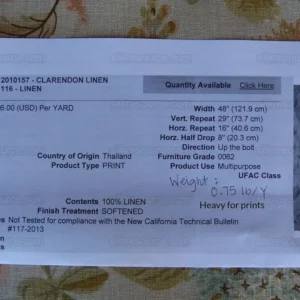 2010157 - CLARENDON LINEN
116 - LINEN
Quantity Available Click Here
6.00 (USD) Per YARD
Width 48" (121.9 cm)
Vert. Repeat 29" (73.7 cm)
Horz. Repeat 16" (40.6 cm)
Horz. Half Drop 8" (20.3 cm)
Direction Up the bolt
Country of Origin Thailand
Furniture Grade 0062
Product Type PRINT
Product Use Multipurpose
UFAC Class
Weight:
0.75 lb/Y
Contents 100% LINEN
Heavy for prints
Finish Treatment SOFTENED
es Not Tested for compliance with the New California Technical Bulletin
#117-2013